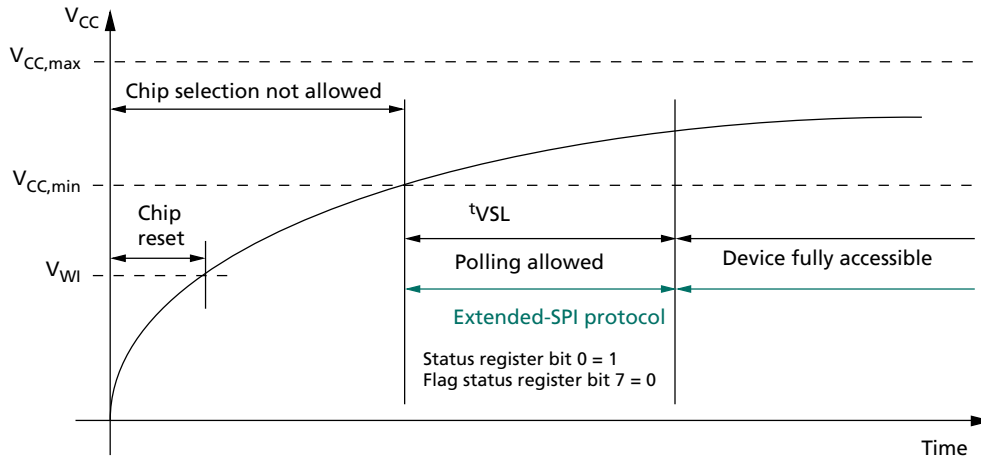 VCC
VCC,max
Chip selection not allowed
VCC,min
Chip
reset
tVSL
VWI
Polling allowed
Device fully accessible
Extended-SPI protocol
Status register bit 0 = 1
Flag status register bit 7 = 0
Time